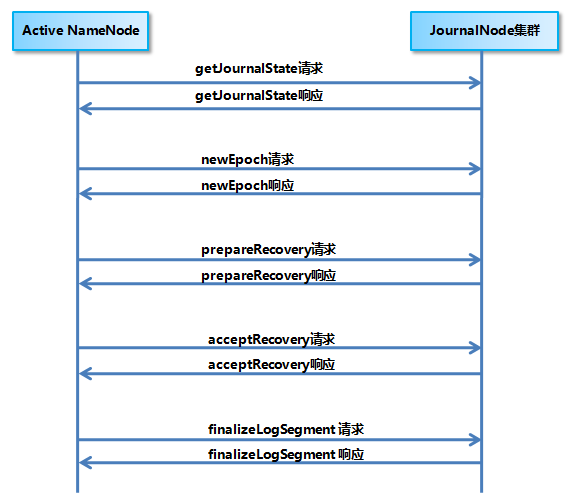 Active NameNode
JournalNode集群
getJournalState请求
getJournalState响应
newEpoch请求
newEpoch响应
prepareRecovery请求
prepareRecovery响应
acceptRecovery请求
acceptRecovery响应
finalizeLogSegment 请求
finalizeLogSegment 响应